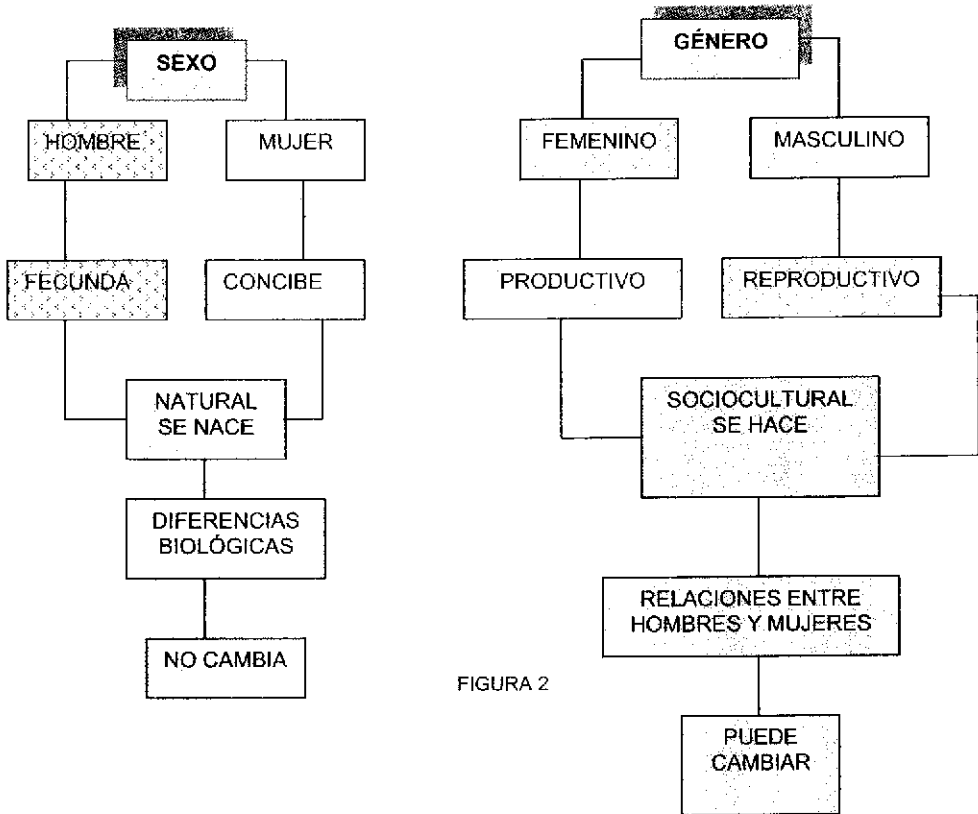 SEXO
HOMBRE
MUJER
FECUNDA
CONCIBE
NATURAL
SE NACE
DIFERENCIAS
BIOLÓGICAS
NO CAMBIA
GÉNERO
FEMENINO
MASCULINO
PRODUCTIVO
REPRODUCTIVO
SOCIOCULTURAL
SE HACE
RELACIONES ENTRE
HOMBRES Y MUJERES
PUEDE
CAMBIAR
FIGURA 2